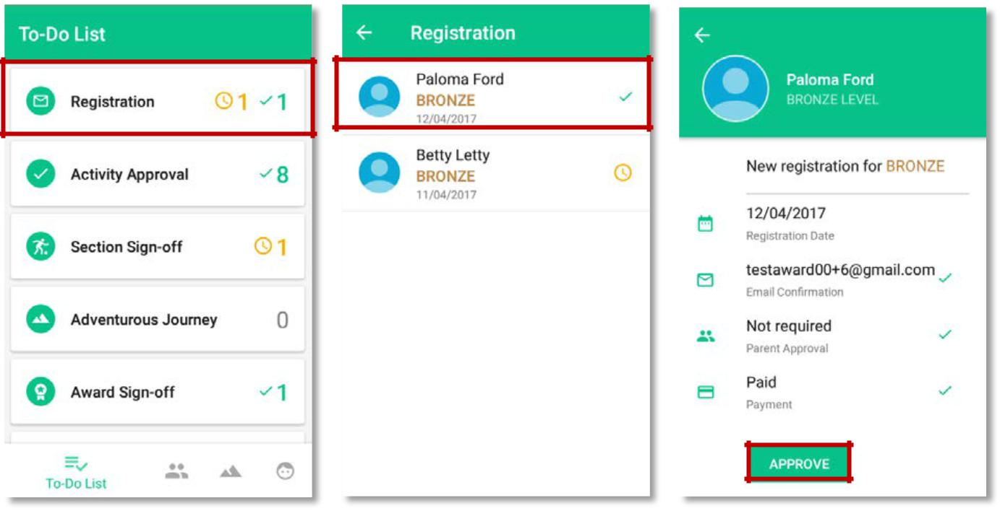 To-Do List
Registration 1 1
Activity Approval 8
Section Sign-off 1
Adventurous Journey 0
Award Sign-off 1
To-Do List
Registration
Paloma Ford
BRONZE
12/04/2017
Betty Letty
BRONZE
11/04/2017
Paloma Ford
BRONZE LEVEL
New registration for BRONZE
12/04/2017
Registration Date
testaward00+6@gmail.com
Email Confirmation
Not required
Parent Approval
Paid
Payment
APPROVE